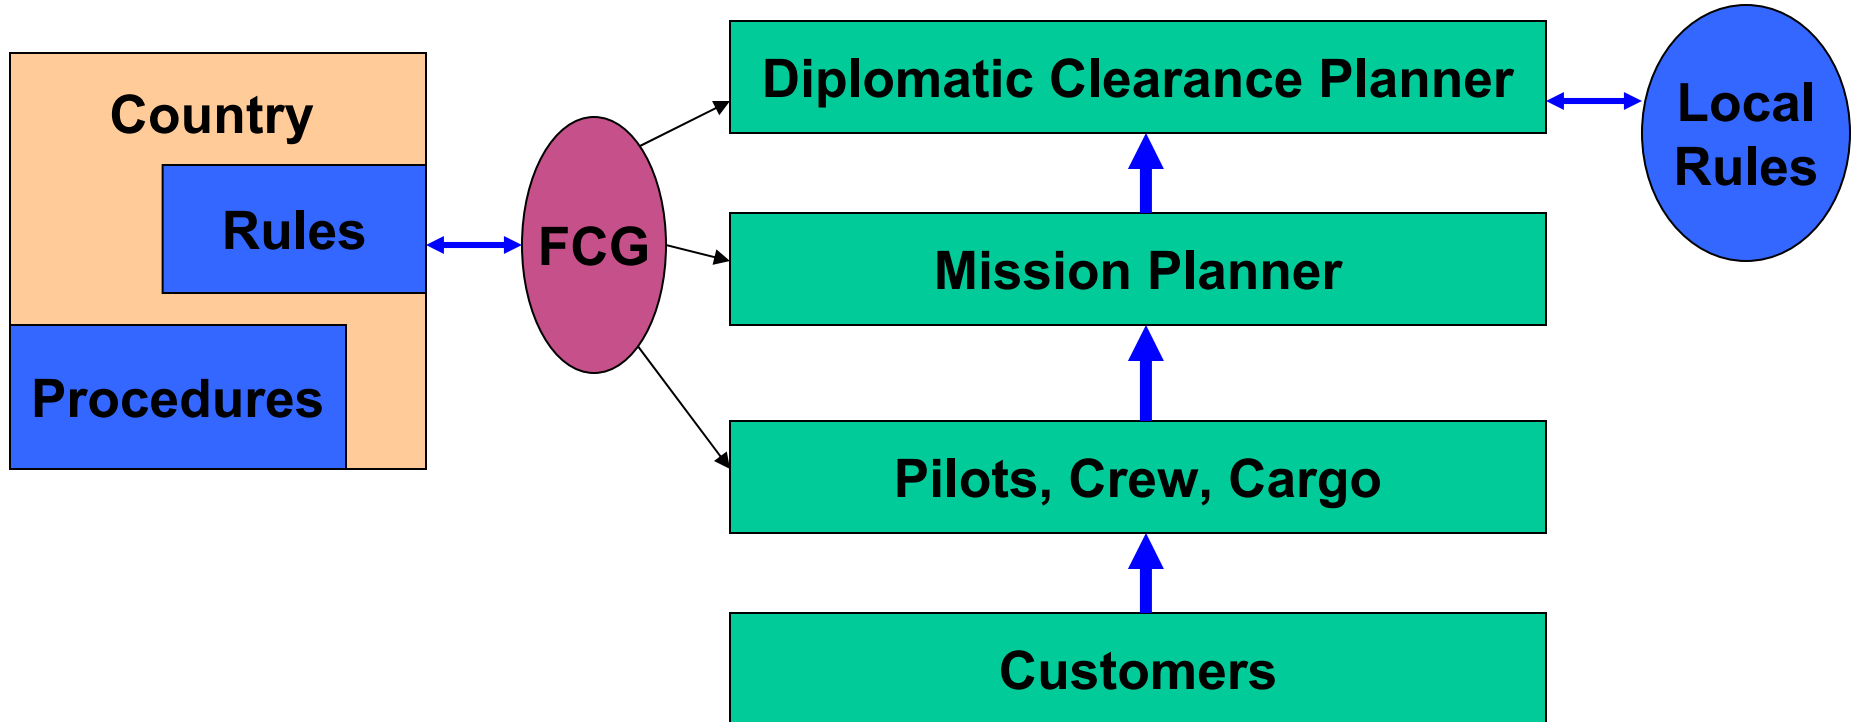 Country
Rules
Procedures
FCG
Diplomatic Clearance Planner
Mission Planner
Pilots, Crew, Cargo
Customers
Local
Rules